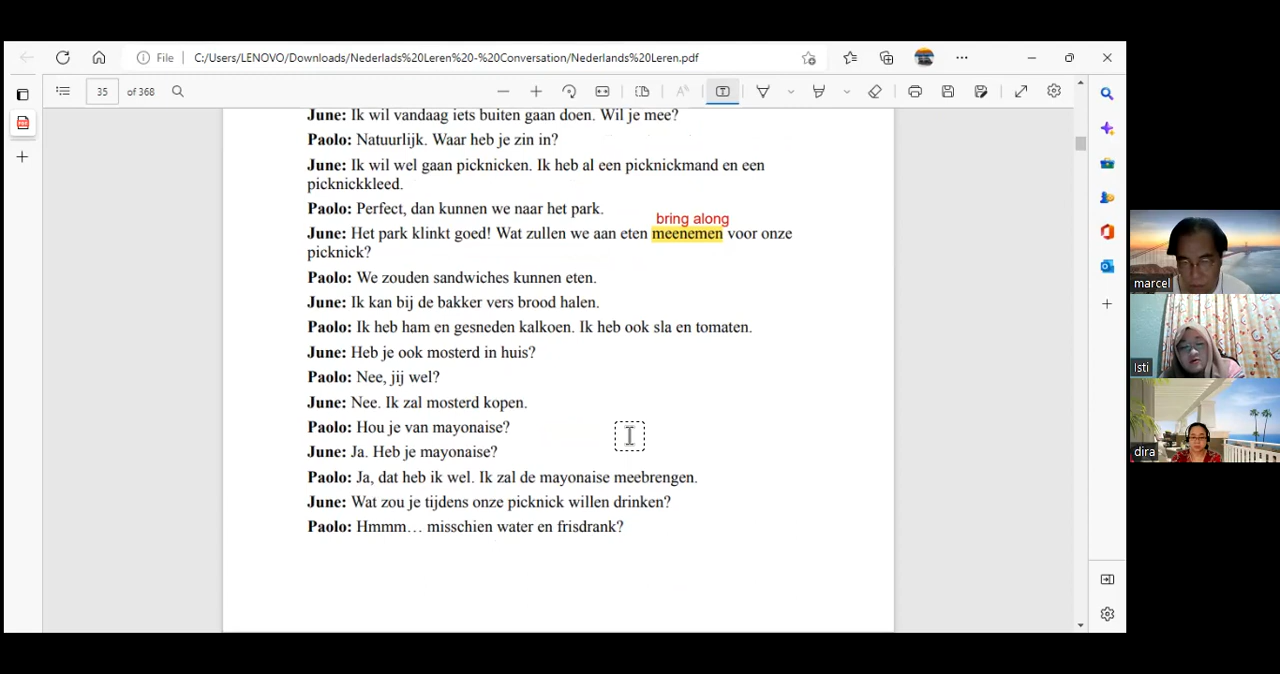 File
C:/Users/LENOVO/Downloads/Nederlads%20Leren%20-%20Conversation/Nederlands%20Leren.pdf
35 of 368
June: Ik wil vandaag iets buiten gaan doen. Wil je mee?
Paolo: Natuurlijk. Waar heb je zin in?
June: Ik wil wel gaan picknicken. Ik heb al een picknickmand en een
picknickkleed.
Paolo: Perfect, dan kunnen we naar het park.
bring along
June: Het park klinkt goed! Wat zullen we aan eten meenemen voor onze
picknick?
Paolo: We zouden sandwiches kunnen eten.
June: Ik kan bij de bakker vers brood halen.
Paolo: Ik heb ham en gesneden kalkoen. Ik heb ook sla en tomaten.
June: Heb je ook mosterd in huis?
Paolo: Nee, jij wel?
June: Nee. Ik zal mosterd kopen.
Paolo: Hou je van mayonaise?
June: Ja. Heb je mayonaise?
Paolo: Ja, dat heb ik wel. Ik zal de mayonaise meebrengen.
June: Wat zou je tijdens onze picknick willen drinken?
Paolo: Hmmm… misschien water en frisdrank?
marcel
Isti
dira